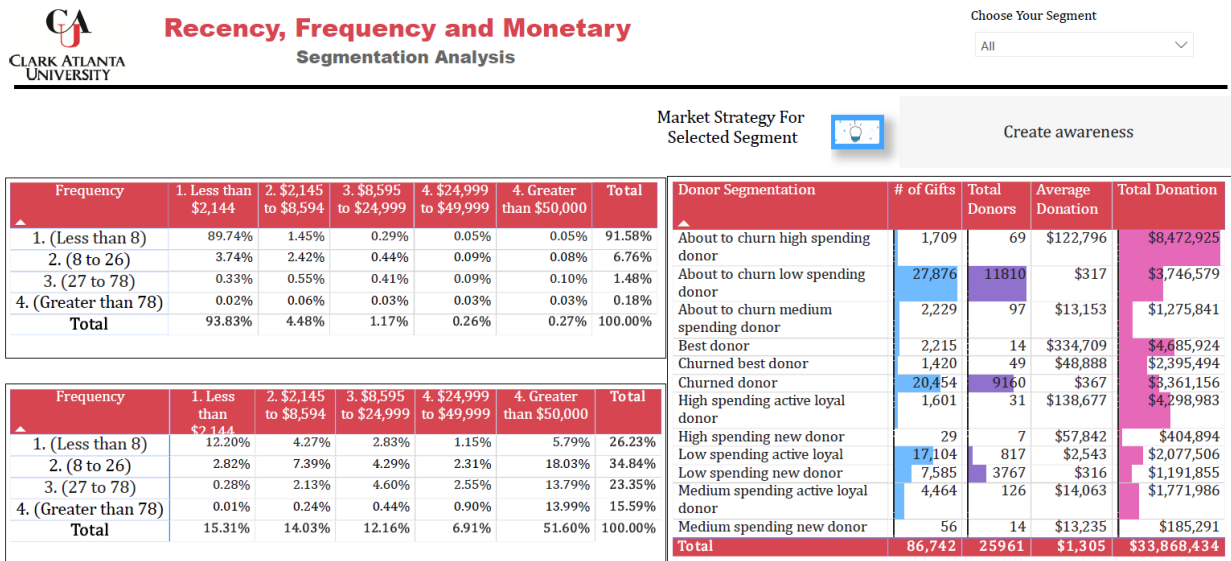 CAU
CLARK ATLANTA
UNIVERSITY
Recency, Frequency and Monetary
Segmentation Analysis
Choose Your Segment
All
Market Strategy For
Selected Segment
Create awareness
Frequency 1. Less than $2,144 2. $2,145 to $8,594 3. $8,595 to $24,999 4. $24,999 to $49,999 4. Greater than $50,000 Total
1. (Less than 8) 89.74% 1.45% 0.29% 0.05% 0.05% 91.58%
2. (8 to 26) 3.74% 2.42% 0.44% 0.09% 0.08% 6.76%
3. (27 to 78) 0.33% 0.55% 0.41% 0.09% 0.10% 1.48%
4. (Greater than 78) 0.02% 0.06% 0.03% 0.03% 0.03% 0.18%
Total 93.83% 4.48% 1.17% 0.26% 0.27% 100.00%
Frequency 1. Less than $2,144 2. $2,145 to $8,594 3. $8,595 to $24,999 4. $24,999 to $49,999 4. Greater than $50,000 Total
1. (Less than 8) 12.20% 4.27% 2.83% 1.15% 5.79% 26.23%
2. (8 to 26) 2.82% 7.39% 4.29% 2.31% 18.03% 34.84%
3. (27 to 78) 0.28% 2.13% 4.60% 2.55% 13.79% 23.35%
4. (Greater than 78) 0.01% 0.24% 0.44% 0.90% 13.99% 15.59%
Total 15.31% 14.03% 12.16% 6.91% 51.60% 100.00%
Donor Segmentation # of Gifts Total Donors Average Donation Total Donation
About to churn high spending donor 1,709 69 $122,796 $8,472,925
About to churn low spending donor 27,876 11810 $317 $3,746,579
About to churn medium spending donor 2,229 97 $13,153 $1,275,841
Best donor 2,215 14 $334,709 $4,685,924
Churned best donor 1,420 49 $48,888 $2,395,494
Churned donor 20,454 9160 $367 $3,361,156
High spending active loyal donor 1,601 31 $138,677 $4,298,983
High spending new donor 29 7 $57,842 $404,894
Low spending active loyal 17,104 817 $2,543 $2,077,506
Low spending new donor 7,585 3767 $316 $1,191,855
Medium spending active loyal donor 4,464 126 $14,063 $1,771,986
Medium spending new donor 56 14 $13,235 $185,291
Total 86,742 25961 $1,305 $33,868,434